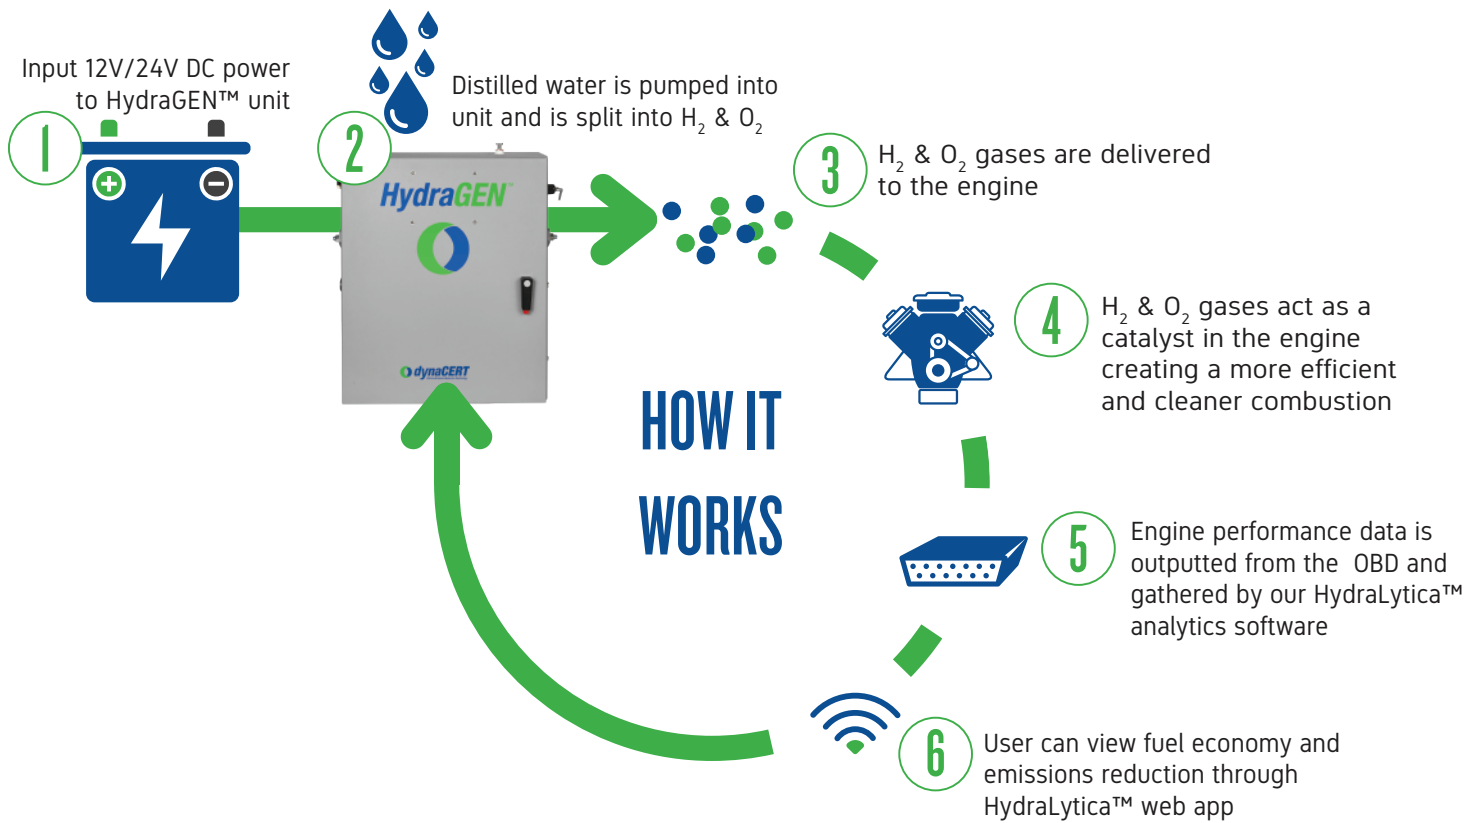 Input 12V/24V DC power
to HydraGEN™ unit
1
2
Distilled water is pumped into
unit and is split into H₂ & O₂
HydraGEN™
dynaCERT
3
H₂ & O₂ gases are delivered
to the engine
4
H₂ & O₂ gases act as a
catalyst in the engine
creating a more efficient
and cleaner combustion
HOW IT
WORKS
5
Engine performance data is
outputted from the OBD and
gathered by our HydraLytica™
analytics software
6
User can view fuel economy and
emissions reduction through
HydraLytica™ web app